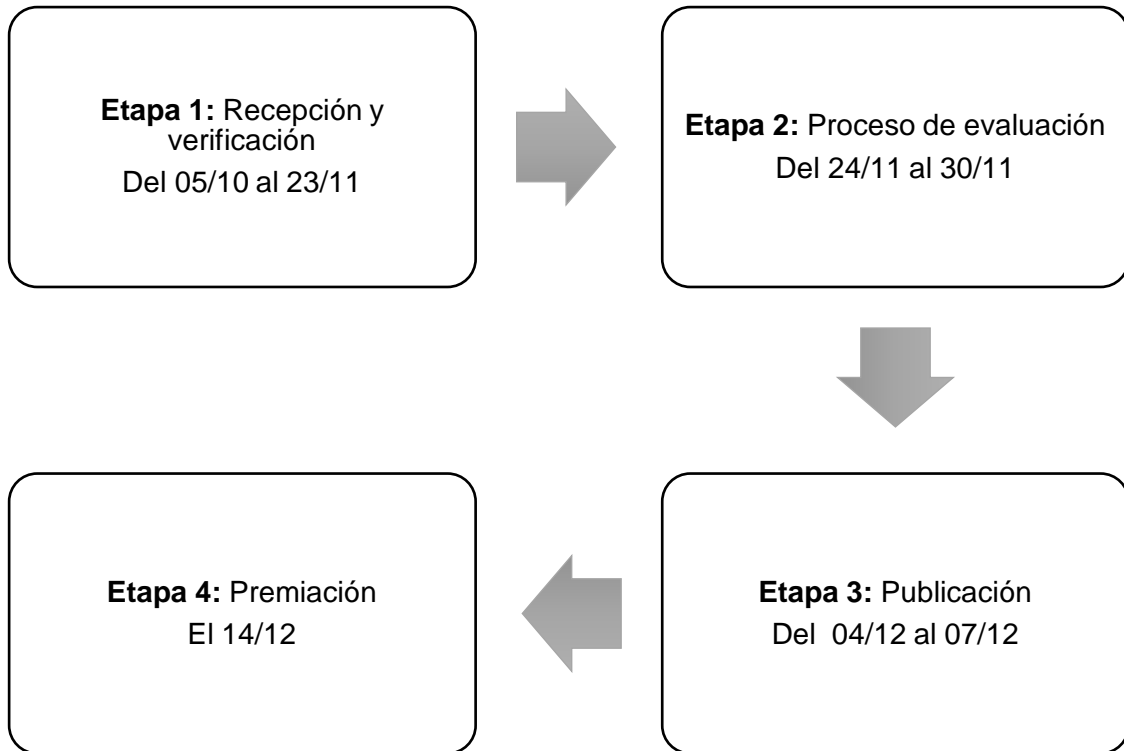 Etapa 1: Recepción y
verificación
Del 05/10 al 23/11
Etapa 2: Proceso de evaluación
Del 24/11 al 30/11
Etapa 3: Publicación
Del 04/12 al 07/12
Etapa 4: Premiación
El 14/12